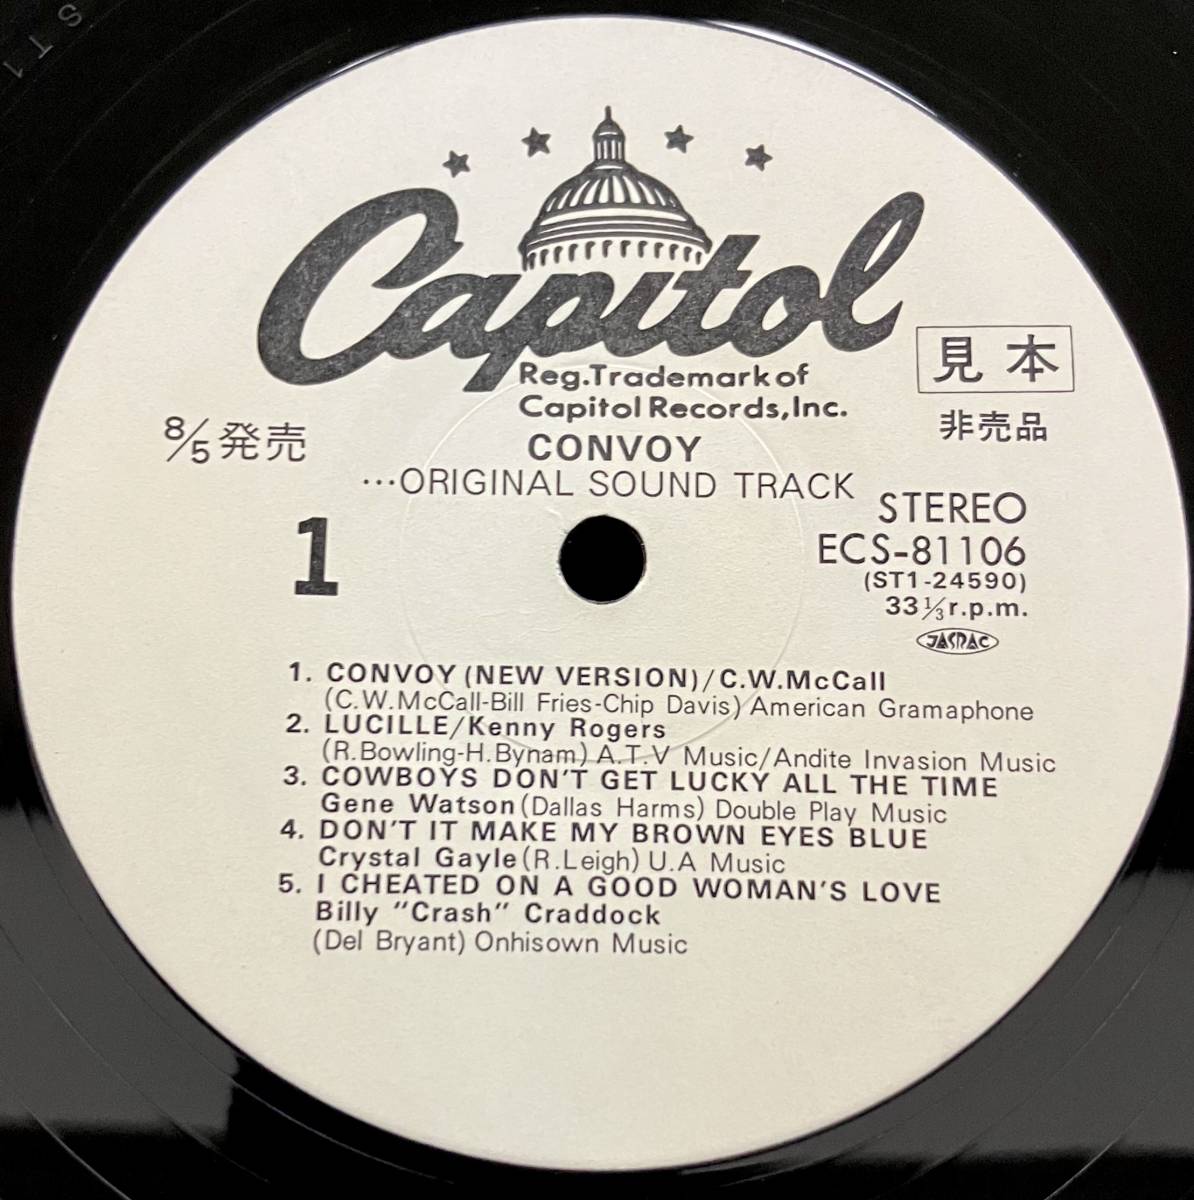 ST1
Capitol
Reg.Trademark of
Capitol Records,Inc.
見本
非売品
8/5発売
CONVOY
…ORIGINAL SOUND TRACK
1
STEREO
ECS-81106
(ST1-24590)
33⅓r.p.m.
JASRAC
1. CONVOY(NEW VERSION)/C.W.McCall
(C.W.McCall-Bill Fries-Chip Davis) American Gramaphone
2. LUCILLE/Kenny Rogers
(R.Bowling-H.Bynam) A.T.V Music/Andite Invasion Music
3. COWBOYS DON'T GET LUCKY ALL THE TIME
Gene Watson(Dallas Harms) Double Play Music
4. DON'T IT MAKE MY BROWN EYES BLUE
Crystal Gayle(R.Leigh) U.A Music
5. I CHEATED ON A GOOD WOMAN'S LOVE
Billy "Crash" Craddock
(Del Bryant) Onhisown Music